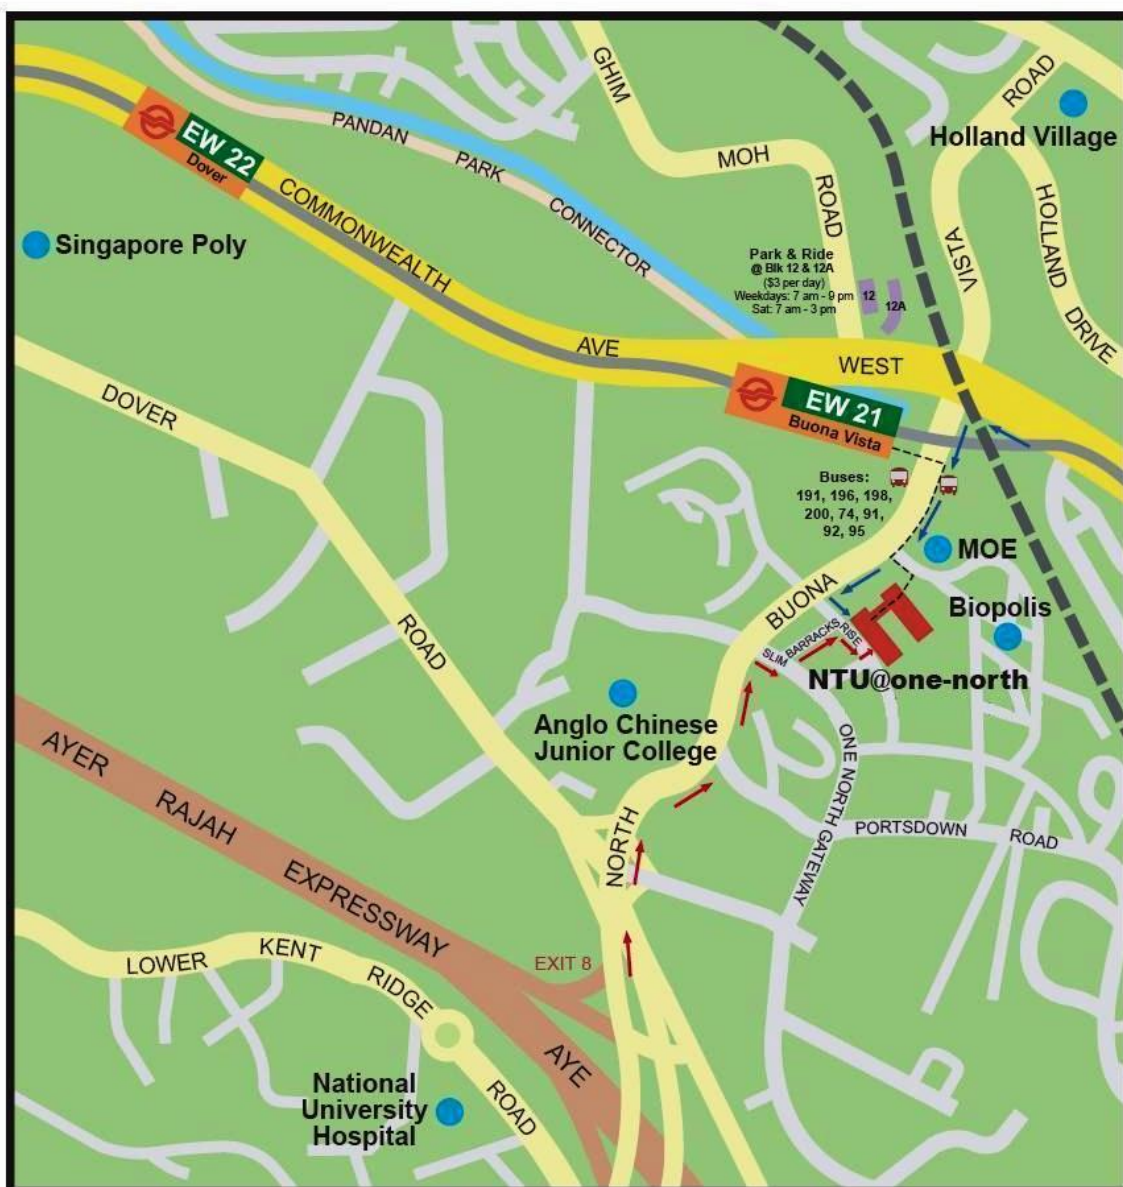 GHIM
MOH
ROAD
ROAD
VISTA
Holland Village
HOLLAND
DRIVE
PANDAN
PARK
CONNECTOR
EW 22
Dover
COMMONWEALTH
AVE
WEST
Singapore Poly
Park & Ride
@ Blk 12 & 12A
($3 per day)
Weekdays: 7 am - 9 pm
Sat: 7 am - 3 pm
12
12A
EW 21
Buona Vista
DOVER
ROAD
Buses:
191, 196, 198,
200, 74, 91,
92, 95
MOE
BUONA
Biopolis
SLIM
BARRACKS
RISE
NTU@one-north
Anglo Chinese
Junior College
ONE NORTH GATEWAY
PORTSDOWN
ROAD
NORTH
AYER
RAJAH
EXPRESSWAY
EXIT 8
AYE
LOWER
KENT
RIDGE
ROAD
National
University
Hospital